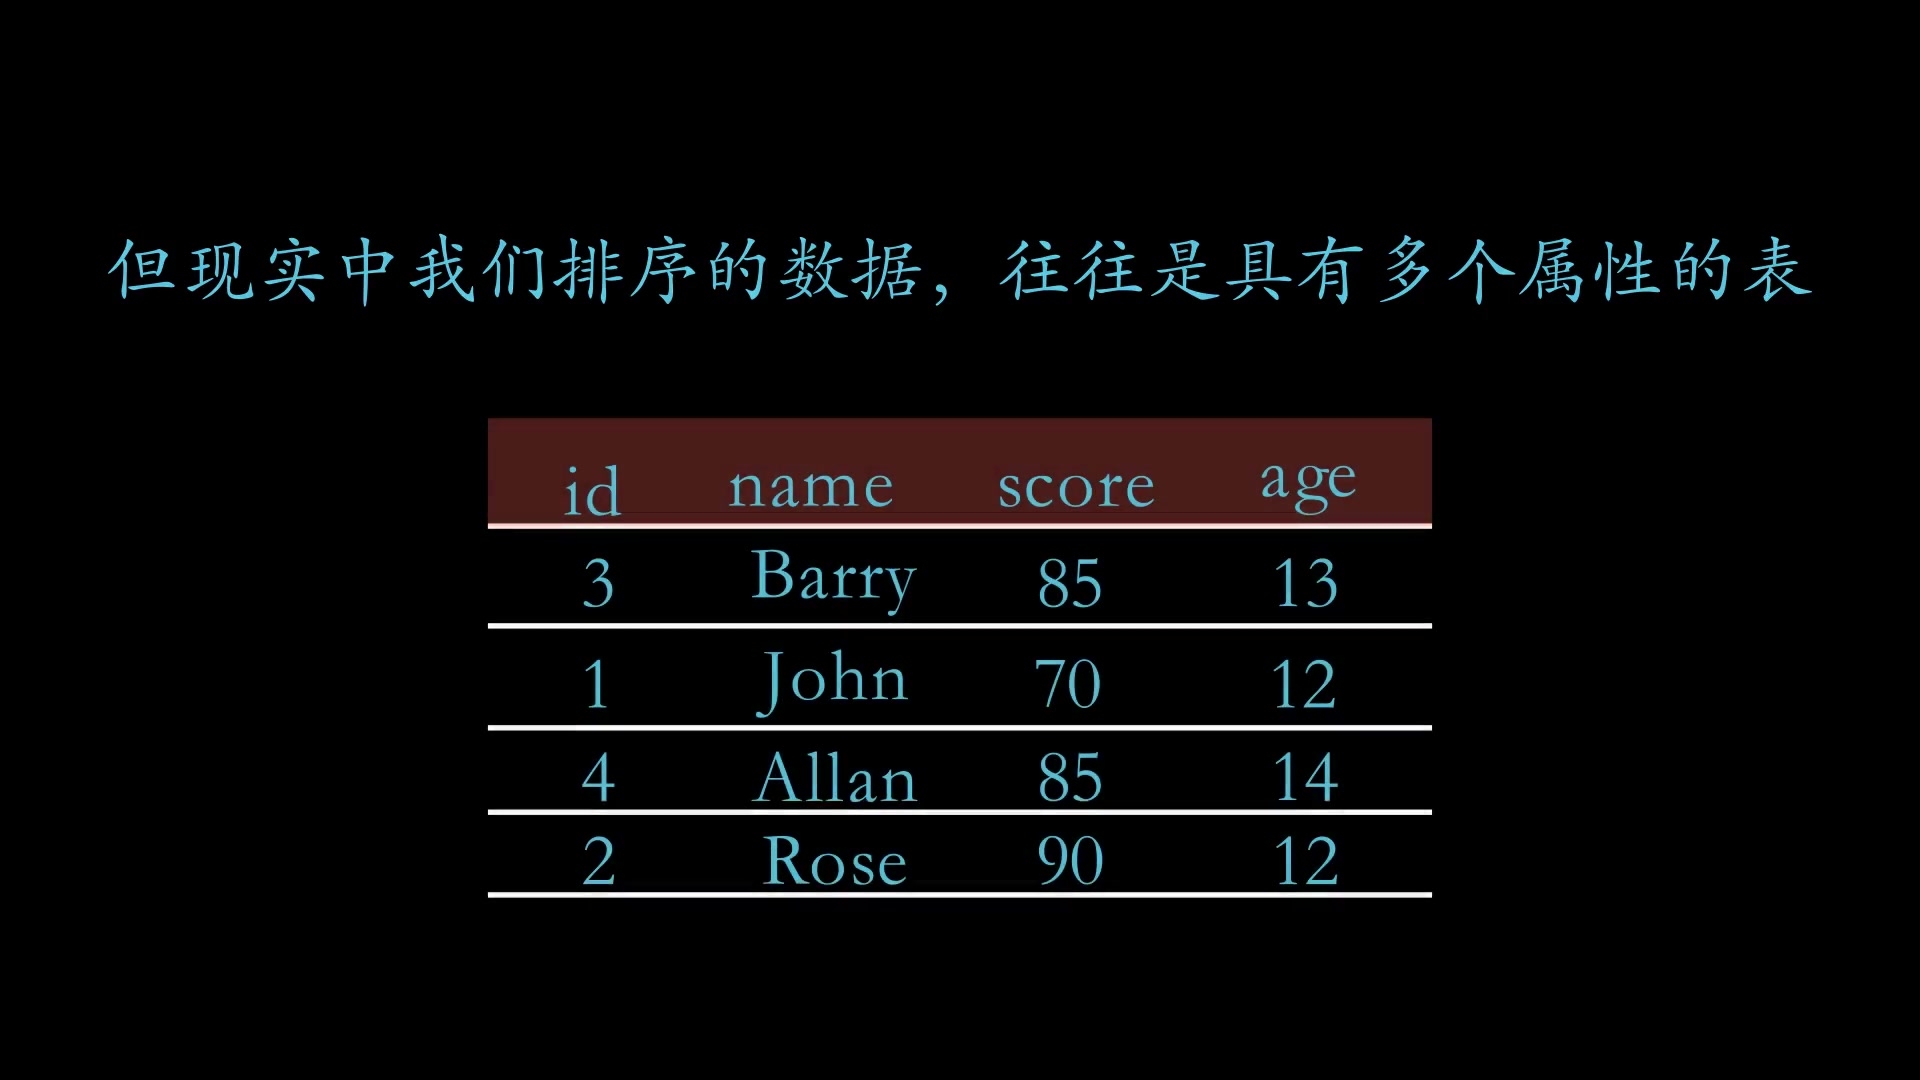 但现实中我们排序的数据，往往是具有多个属性的表
id name score age
3 Barry 85 13
1 John 70 12
4 Allan 85 14
2 Rose 90 12